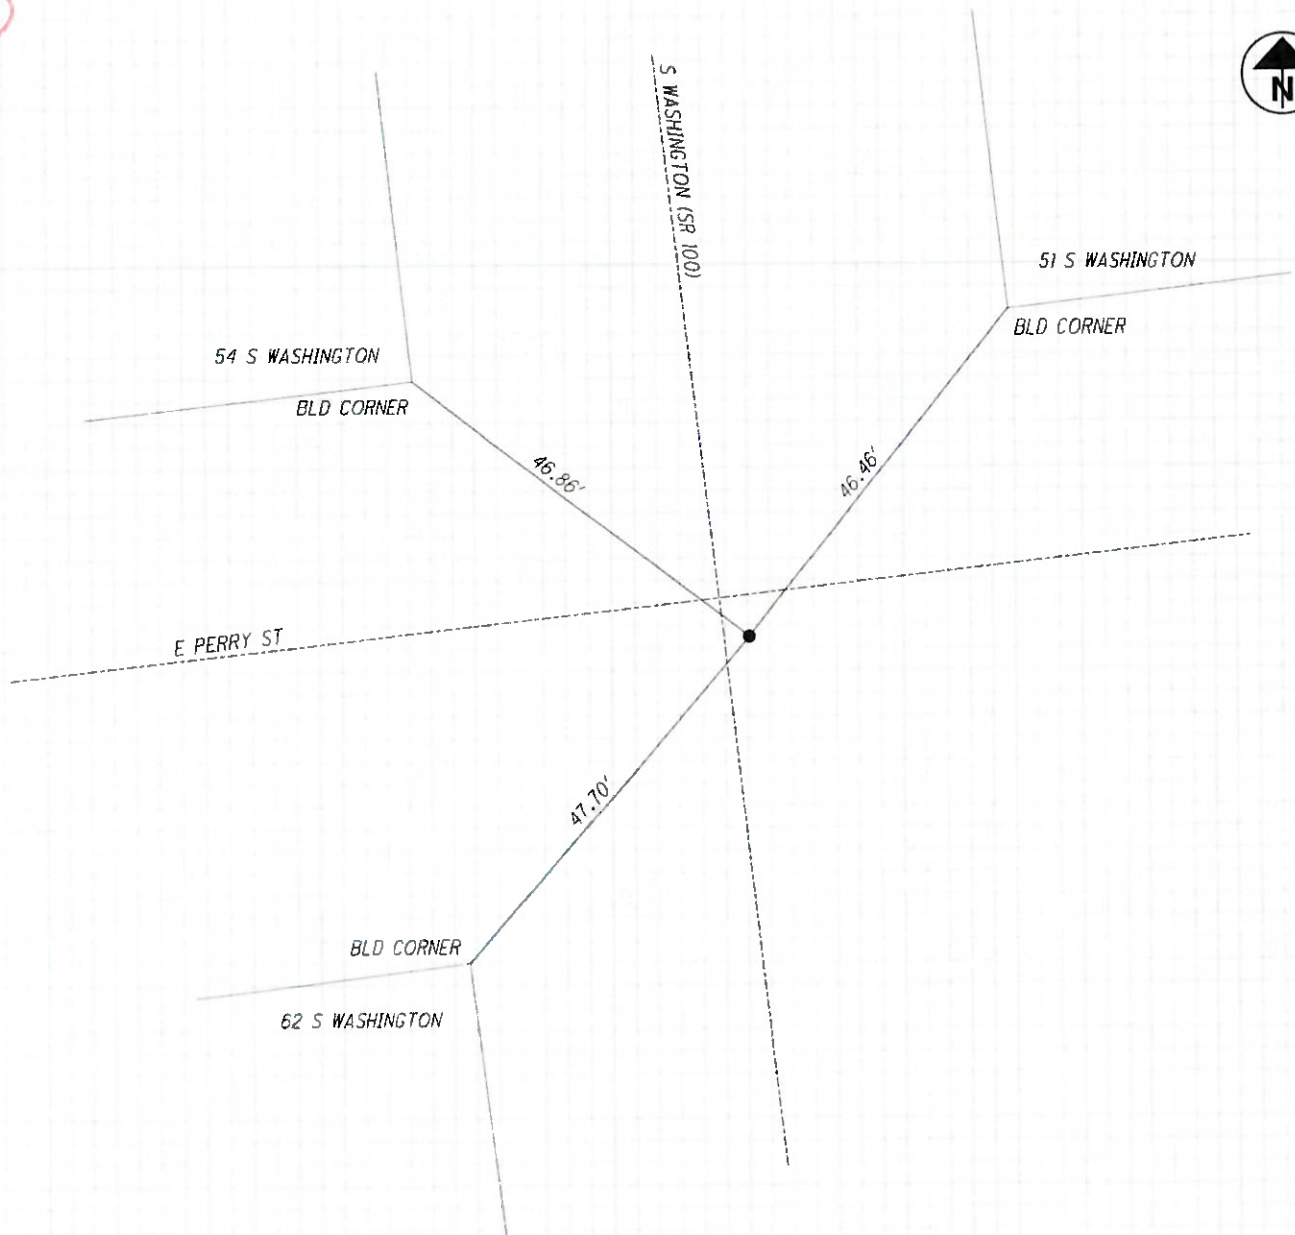 N
S WASHINGTON (SR 100)
51 S WASHINGTON
BLD CORNER
54 S WASHINGTON
BLD CORNER
46.86'
46.46'
E PERRY ST
47.70'
BLD CORNER
62 S WASHINGTON